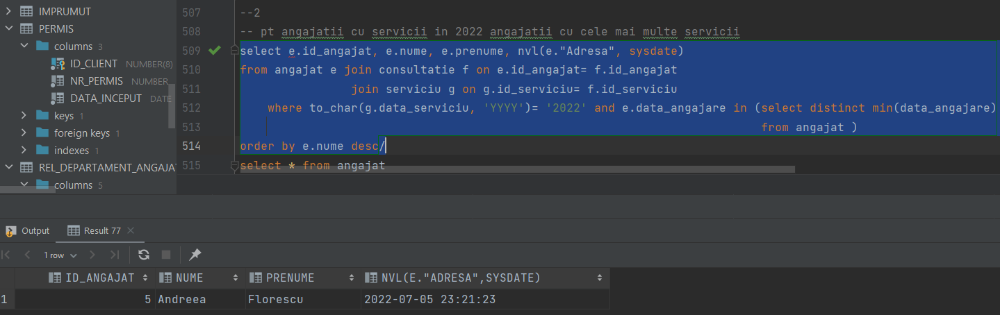 IMPRUMUT
PERMIS
columns 3
ID_CLIENT NUMBER(8)
NR_PERMIS NUMBER
DATA_INCEPUT DATE
keys 1
foreign keys 1
indexes 1
REL_DEPARTAMENT_ANGAJAT
columns 5
507 --2
508 -- pt angajatii cu servicii in 2022 angajatii cu cele mai multe servicii
509 select e.id_angajat, e.nume, e.prenume, nvl(e."Adresa", sysdate)
510 from angajat e join consultatie f on e.id_angajat= f.id_angajat
511 join serviciu g on g.id_serviciu= f.id_serviciu
512 where to_char(g.data_serviciu, 'YYYY')= '2022' and e.data_angajare in (select distinct min(data_angajare)
513 from angajat )
514 order by e.nume desc/
515 select * from angajat
Output Result 77
1 row
ID_ANGAJAT NUME PRENUME NVL(E."ADRESA",SYSDATE)
1 5 Andreea Florescu 2022-07-05 23:21:23